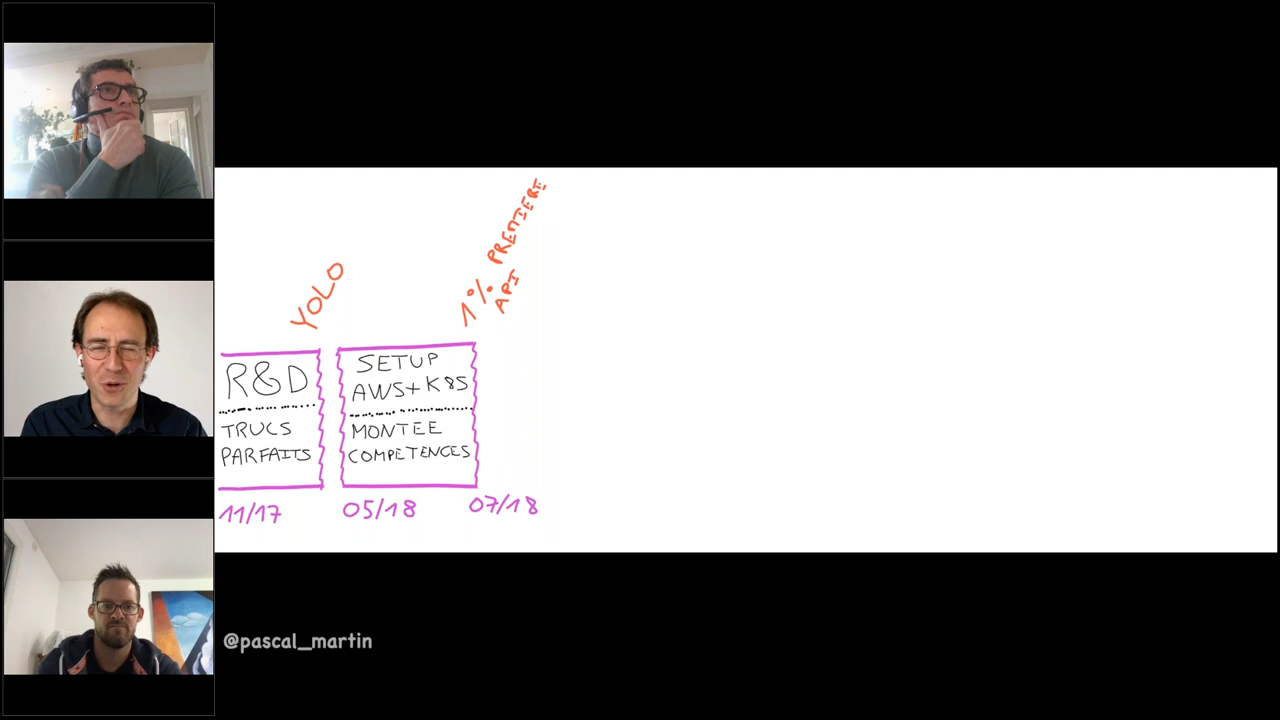 YOLO
1% PREMIERE
API
R&D
TRUCS
PARFAITS
SETUP
AWS+K8S
MONTEE
COMPETENCES
11/17
05/18
07/18
@pascal_martin